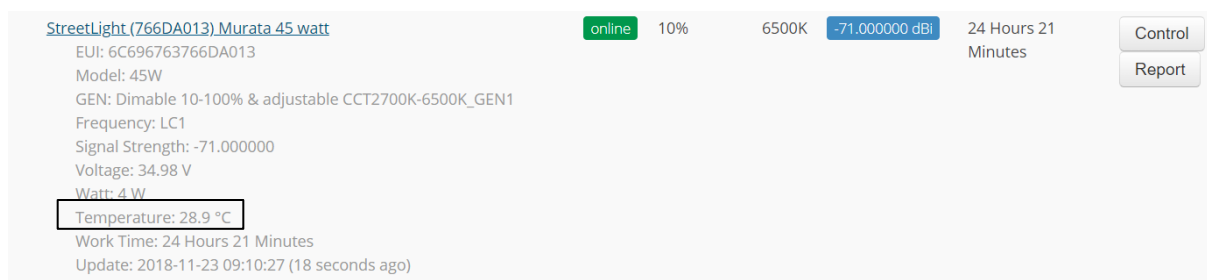 StreetLight (766DA013) Murata 45 watt online 10% 6500K -71.000000 dBi 24 Hours 21 Minutes Control
EUI: 6C696763766DA013
Model: 45W
Report
GEN: Dimable 10-100% & adjustable CCT2700K-6500K_GEN1
Frequency: LC1
Signal Strength: -71.000000
Voltage: 34.98 V
Watt: 4 W
Temperature: 28.9 °C
Work Time: 24 Hours 21 Minutes
Update: 2018-11-23 09:10:27 (18 seconds ago)